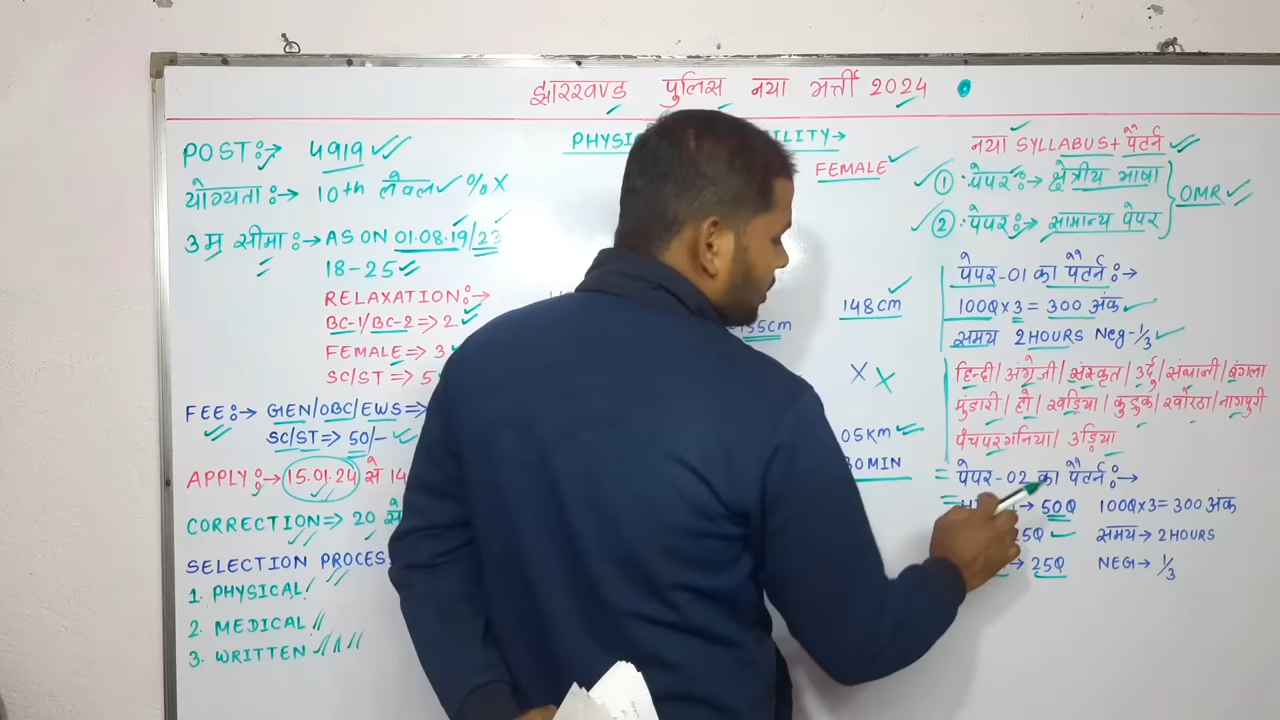 झारखण्ड पुलिस नया भर्ती 2024
POST:→ 4919
योग्यता:→ 10th लेवल % X
उम्र सीमा:→ AS ON 01.08.19/23
18-25
RELAXATION:→
BC-1/BC-2 => 2
FEMALE => 3
SC/ST => 5
FEE:→ GEN/OBC/EWS =>
SC/ST => 50/-
APPLY:→ 15.01.24 से 14
CORRECTION => 20 से
SELECTION PROCES
1. PHYSICAL
2. MEDICAL
3. WRITTEN
FEMALE
148cm
X X
05KM
MIN
नया SYLLABUS + पैटर्न
① पेपर:→ क्षेत्रीय भाषा
② पेपर:→ सामान्य पेपर
OMR
पेपर-01 का पैटर्न:→
100Q×3 = 300 अंक
समय 2HOURS Neg-1/3
हिन्दी/अंग्रेजी/संस्कृत/उर्दु/संथाली/बंगला
मुंडारी/हो/खड़िया/कुडुक/खोरठा/नागपुरी
पंचपरगनिया/उड़िया
पेपर-02 का पैटर्न:→
→ 50Q 100Q×3 = 300 अंक
25Q समय → 2HOURS
→ 25Q NEG → 1/3